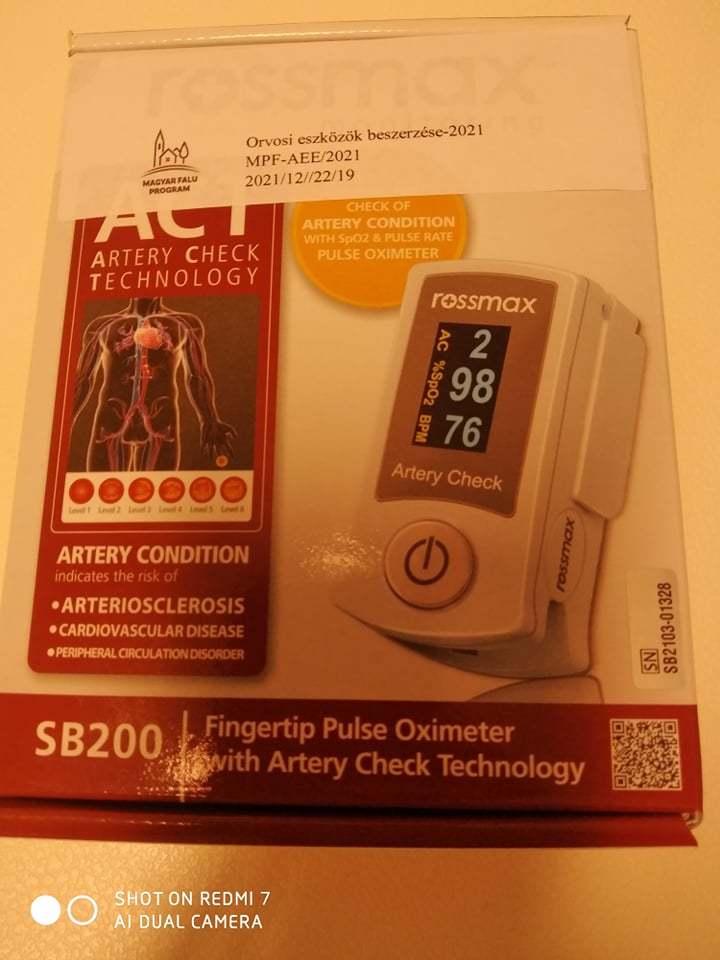 rossmax
Orvosi eszközök beszerzése-2021
MPF-AEE/2021
2021/12//22/19
MAGYAR FALU
PROGRAM
ACT
ARTERY CHECK
TECHNOLOGY
CHECK OF
ARTERY CONDITION
WITH SpO2 & PULSE RATE
PULSE OXIMETER
rossmax
AC 2
%SpO2 98
BPM 76
Artery Check
rossmax
Level 1 Level 2 Level 3 Level 4 Level 5 Level 6
ARTERY CONDITION
indicates the risk of
•ARTERIOSCLEROSIS
•CARDIOVASCULAR DISEASE
•PERIPHERAL CIRCULATION DISORDER
SN
SB2103-01328
SB200
Fingertip Pulse Oximeter
with Artery Check Technology
SHOT ON REDMI 7
AI DUAL CAMERA